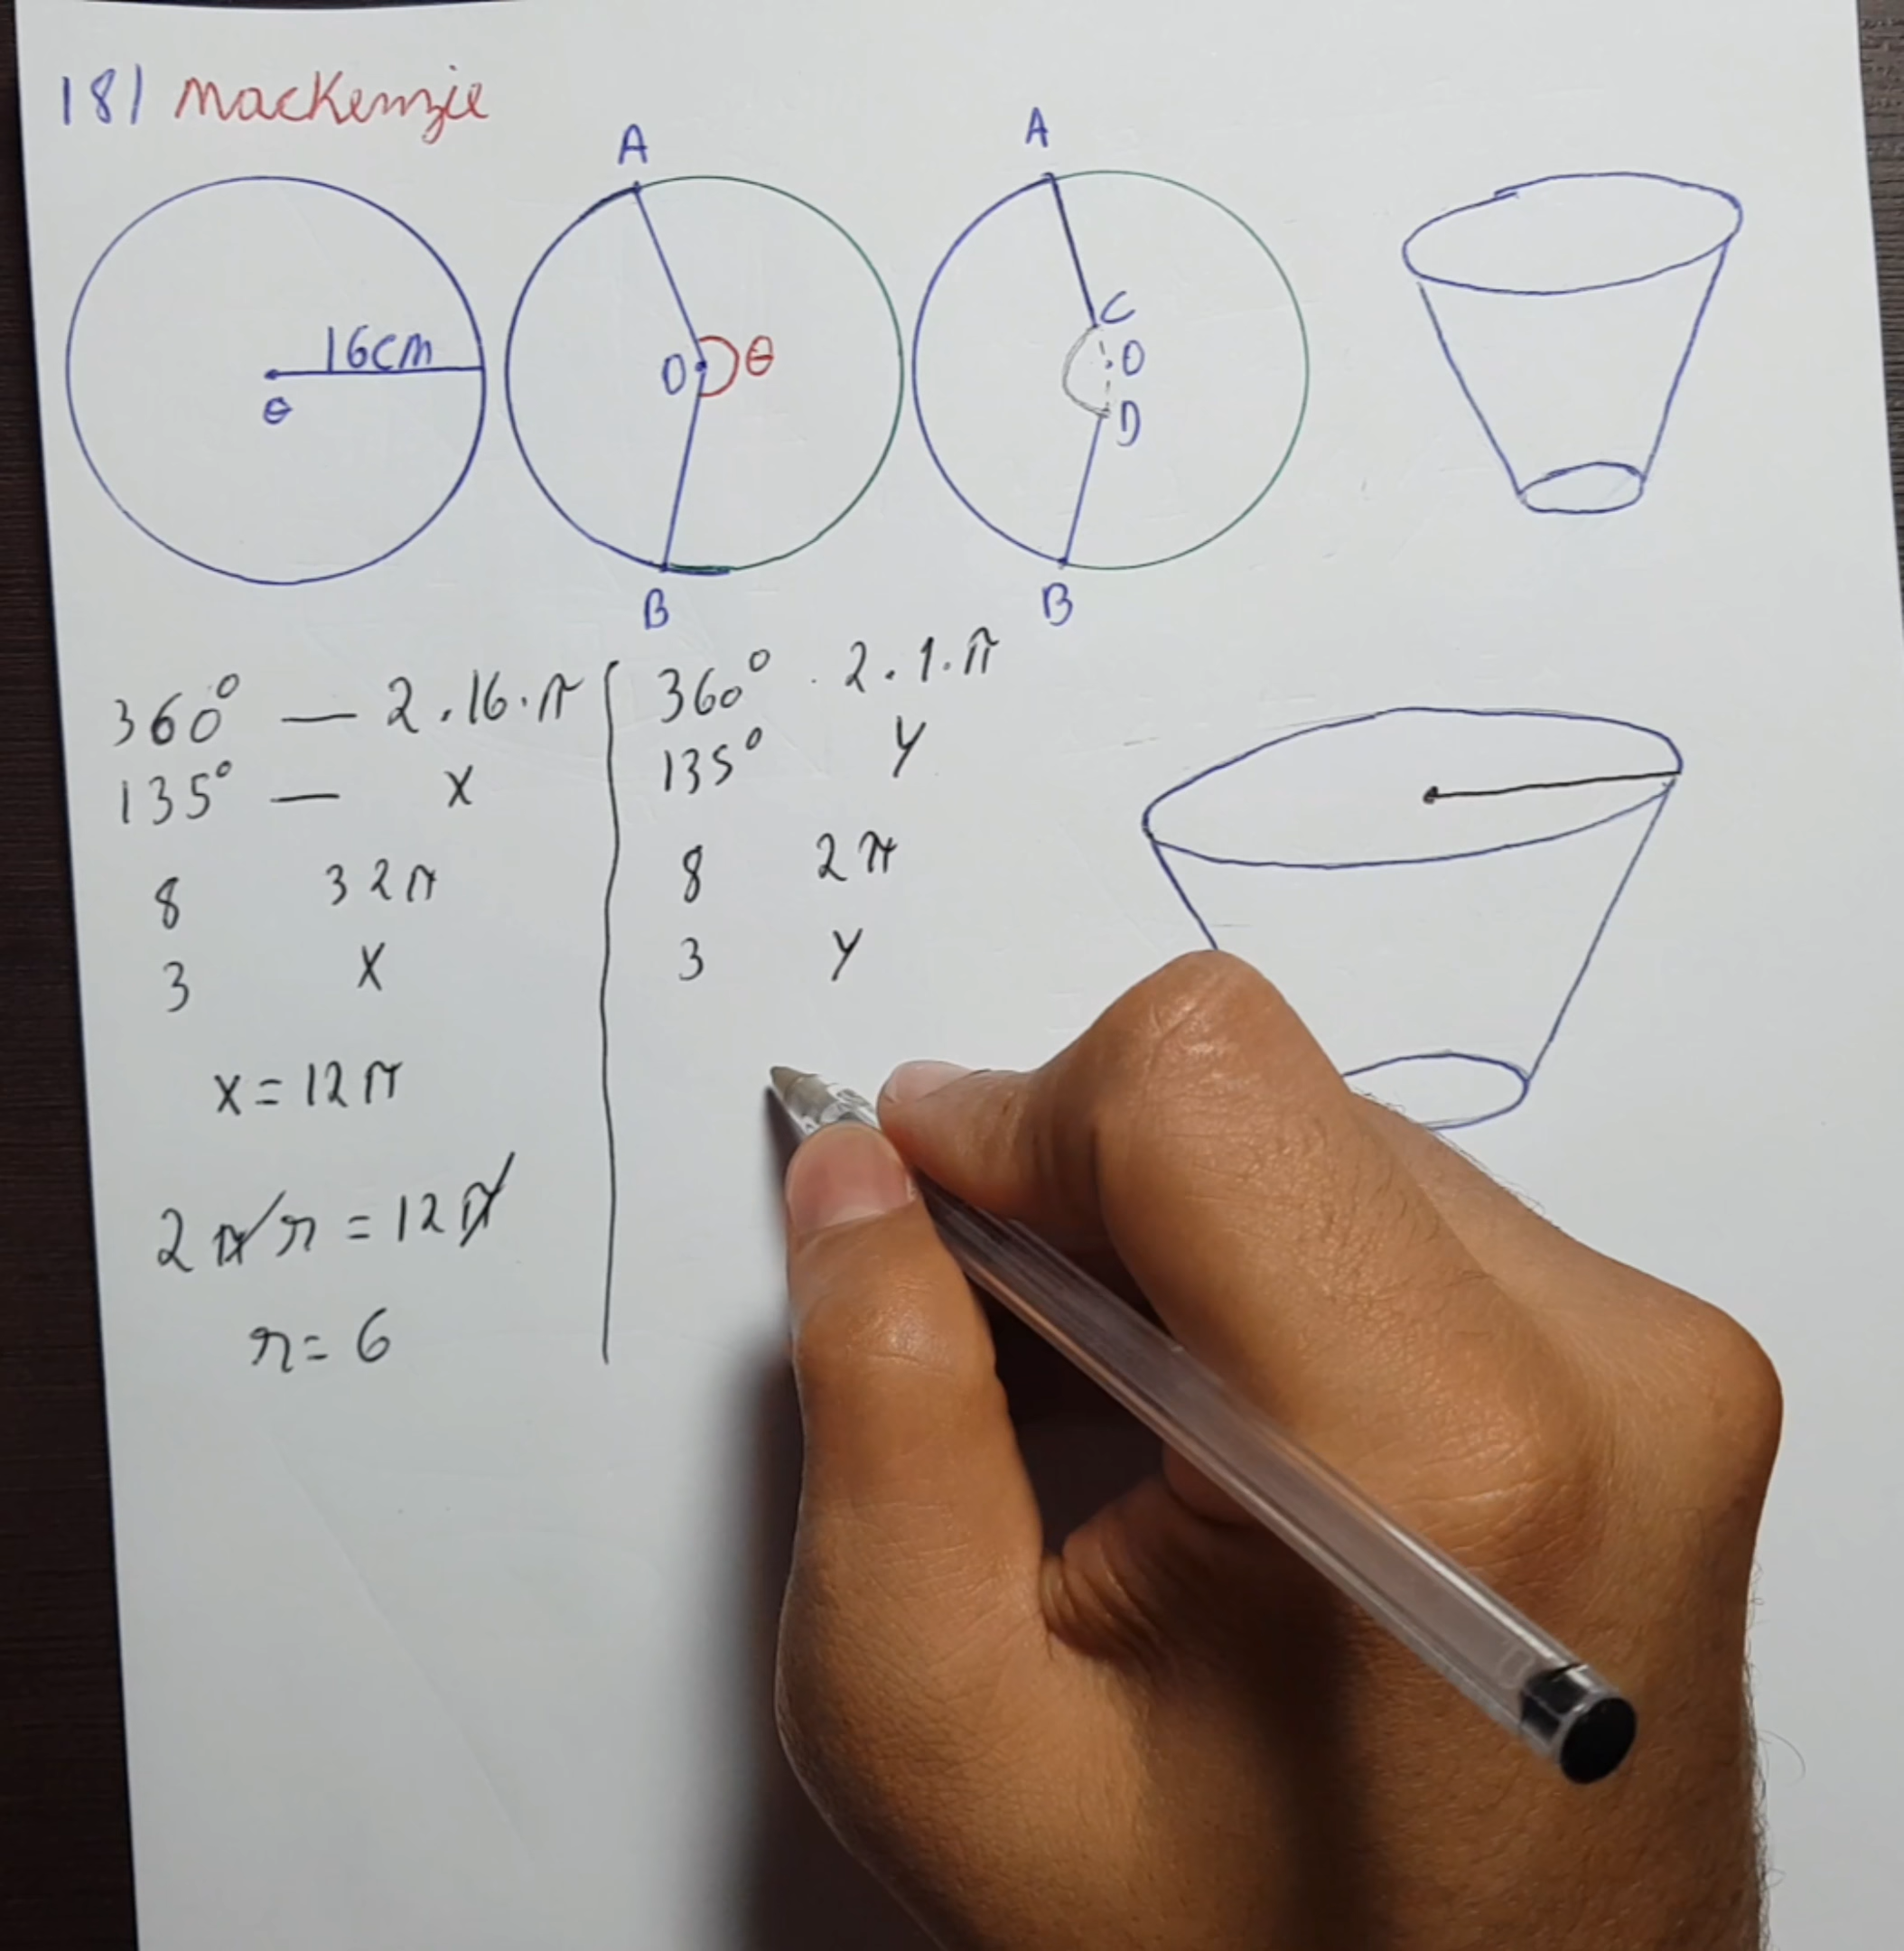 181 Mackenzie
16cm
θ
A
O θ
B
A
C
O
D
B
360° — 2.16.π
135° — x
8 32π
3 x
x = 12π
2πr = 12π
r = 6
360° . 2.1.π
135° y
8 2π
3 y